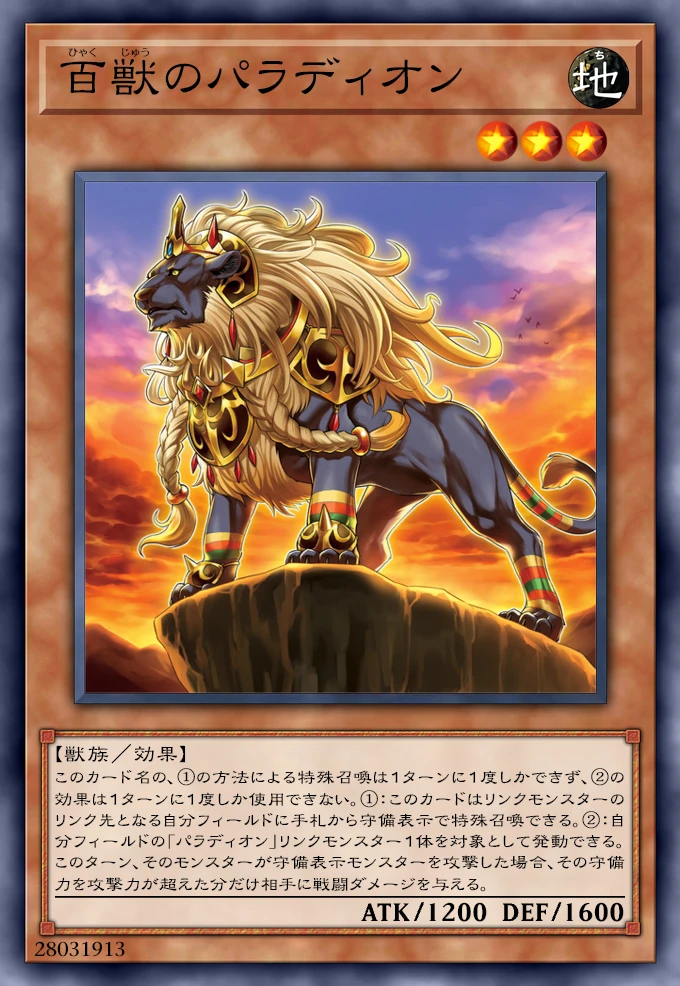 ひゃく じゅう
百獣のパラディオン
ち
地
【獣族／効果】
このカード名の、①の方法による特殊召喚は１ターンに１度しかできず、②の
効果は１ターンに１度しか使用できない。①：このカードはリンクモンスターの
リンク先となる自分フィールドに手札から守備表示で特殊召喚できる。②：自
分フィールドの「パラディオン」リンクモンスター１体を対象として発動できる。
このターン、そのモンスターが守備表示モンスターを攻撃した場合、その守備
力を攻撃力が超えた分だけ相手に戦闘ダメージを与える。
ATK/1200 DEF/1600
28031913